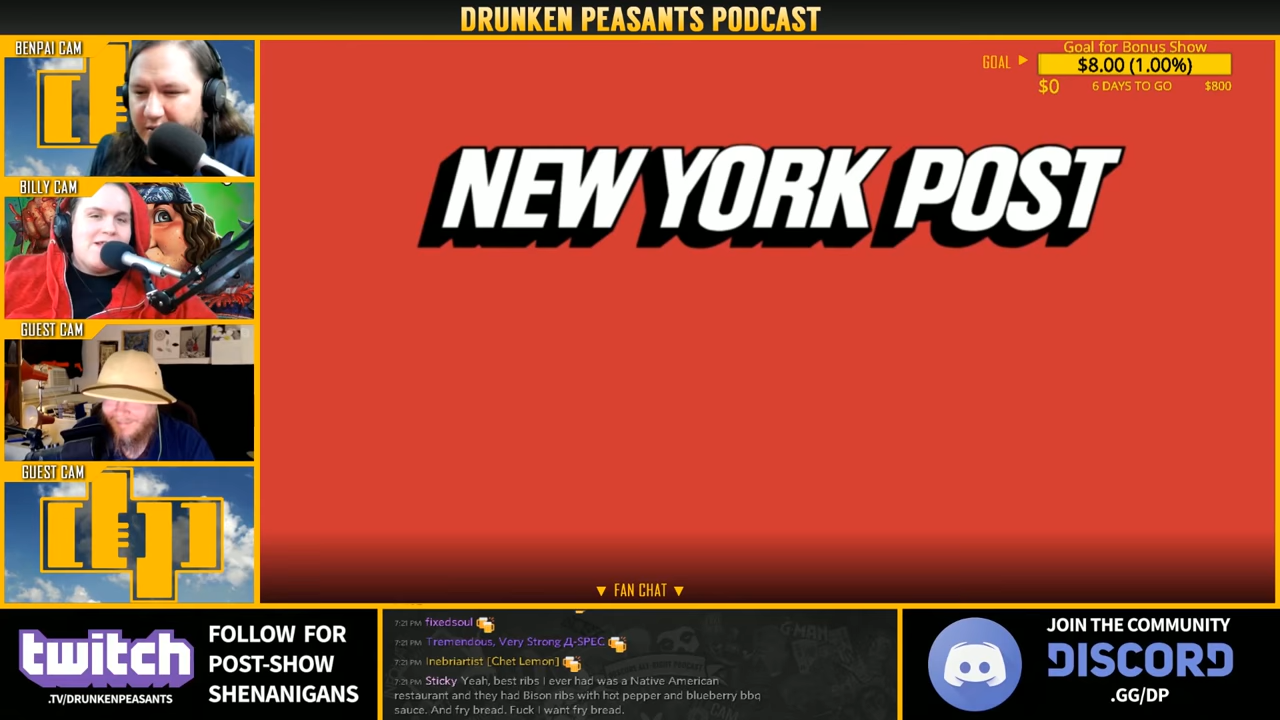 DRUNKEN PEASANTS PODCAST
BENPAI CAM
BILLY CAM
GUEST CAM
GUEST CAM
Goal for Bonus Show
GOAL
$8.00 (1.00%)
$0
6 DAYS TO GO
$800
NEW YORK POST
▼ FAN CHAT ▼
twitch
.TV/DRUNKENPEASANTS
FOLLOW FOR
POST-SHOW
SHENANIGANS
7:21 PM fixedsoul
7:21 PM Tremendous, Very Strong Д-SPEC
7:21 PM Inebriartist [Chet Lemon]
7:21 PM Sticky Yeah, best ribs I ever had was a Native American
restaurant and they had Bison ribs with hot pepper and blueberry bbq
sauce. And fry bread. Fuck I want fry bread.
JOIN THE COMMUNITY
DISCORD
.GG/DP